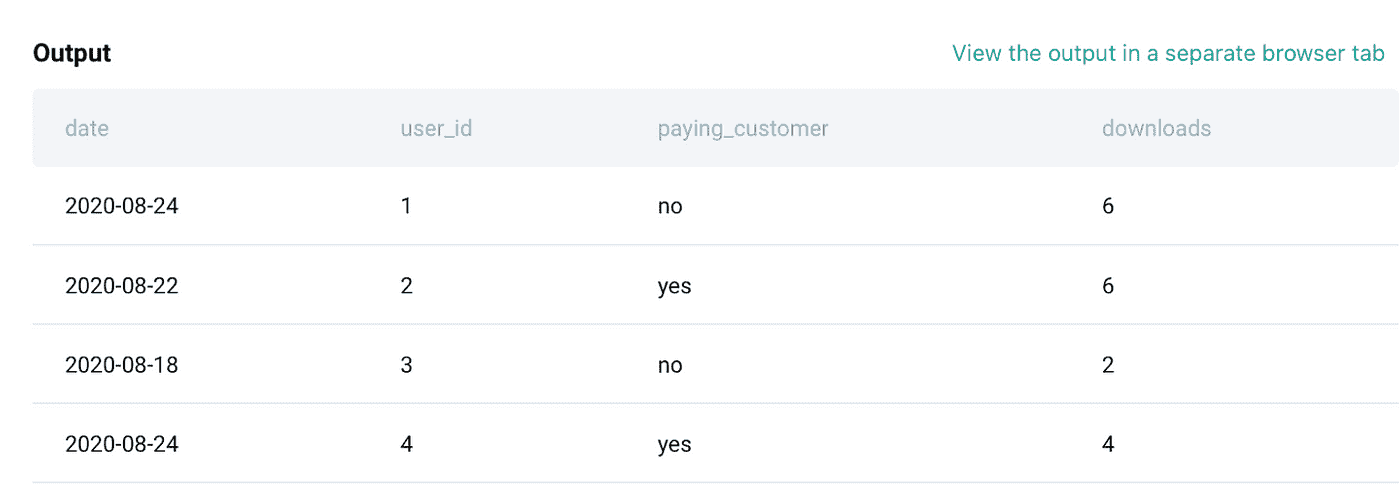 Output View the output in a separate browser tab
date user_id paying_customer downloads
2020-08-24 1 no 6
2020-08-22 2 yes 6
2020-08-18 3 no 2
2020-08-24 4 yes 4